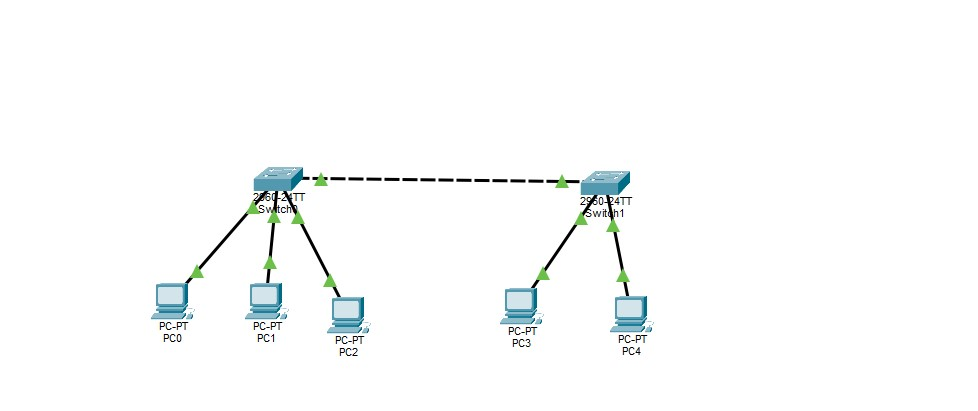 2960-24TT
Switch0
2960-24TT
Switch1
PC-PT
PC0
PC-PT
PC1
PC-PT
PC2
PC-PT
PC3
PC-PT
PC4